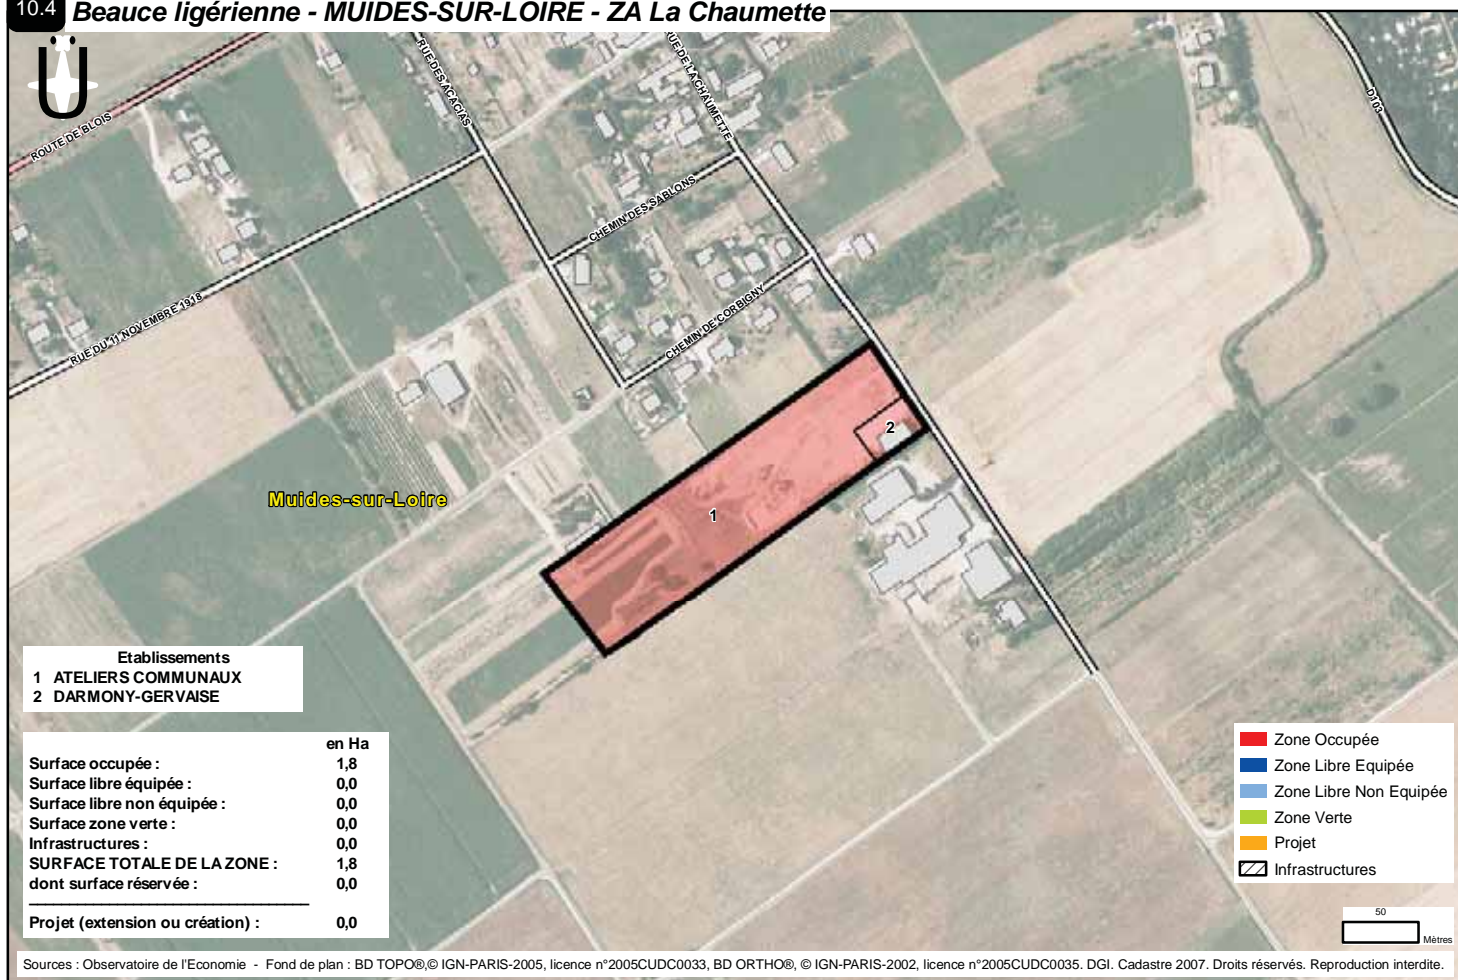 10.4 Beauce ligérienne - MUIDES-SUR-LOIRE - ZA La Chaumette
ROUTE DE BLOIS
RUE DES ACACIAS
RUE DE LA CHAUMETTE
D103
CHEMIN DES SABLONS
CHEMIN DE CORBIGNY
RUE DU 11 NOVEMBRE 1918
Muides-sur-Loire
1
2
Etablissements
1 ATELIERS COMMUNAUX
2 DARMONY-GERVAISE
en Ha
Surface occupée : 1,8
Surface libre équipée : 0,0
Surface libre non équipée : 0,0
Surface zone verte : 0,0
Infrastructures : 0,0
SURFACE TOTALE DE LA ZONE : 1,8
dont surface réservée : 0,0
Projet (extension ou création) : 0,0
Zone Occupée
Zone Libre Equipée
Zone Libre Non Equipée
Zone Verte
Projet
Infrastructures
50
Mètres
Sources : Observatoire de l'Economie - Fond de plan : BD TOPO®,© IGN-PARIS-2005, licence n°2005CUDC0033, BD ORTHO®, © IGN-PARIS-2002, licence n°2005CUDC0035. DGI. Cadastre 2007. Droits réservés. Reproduction interdite.